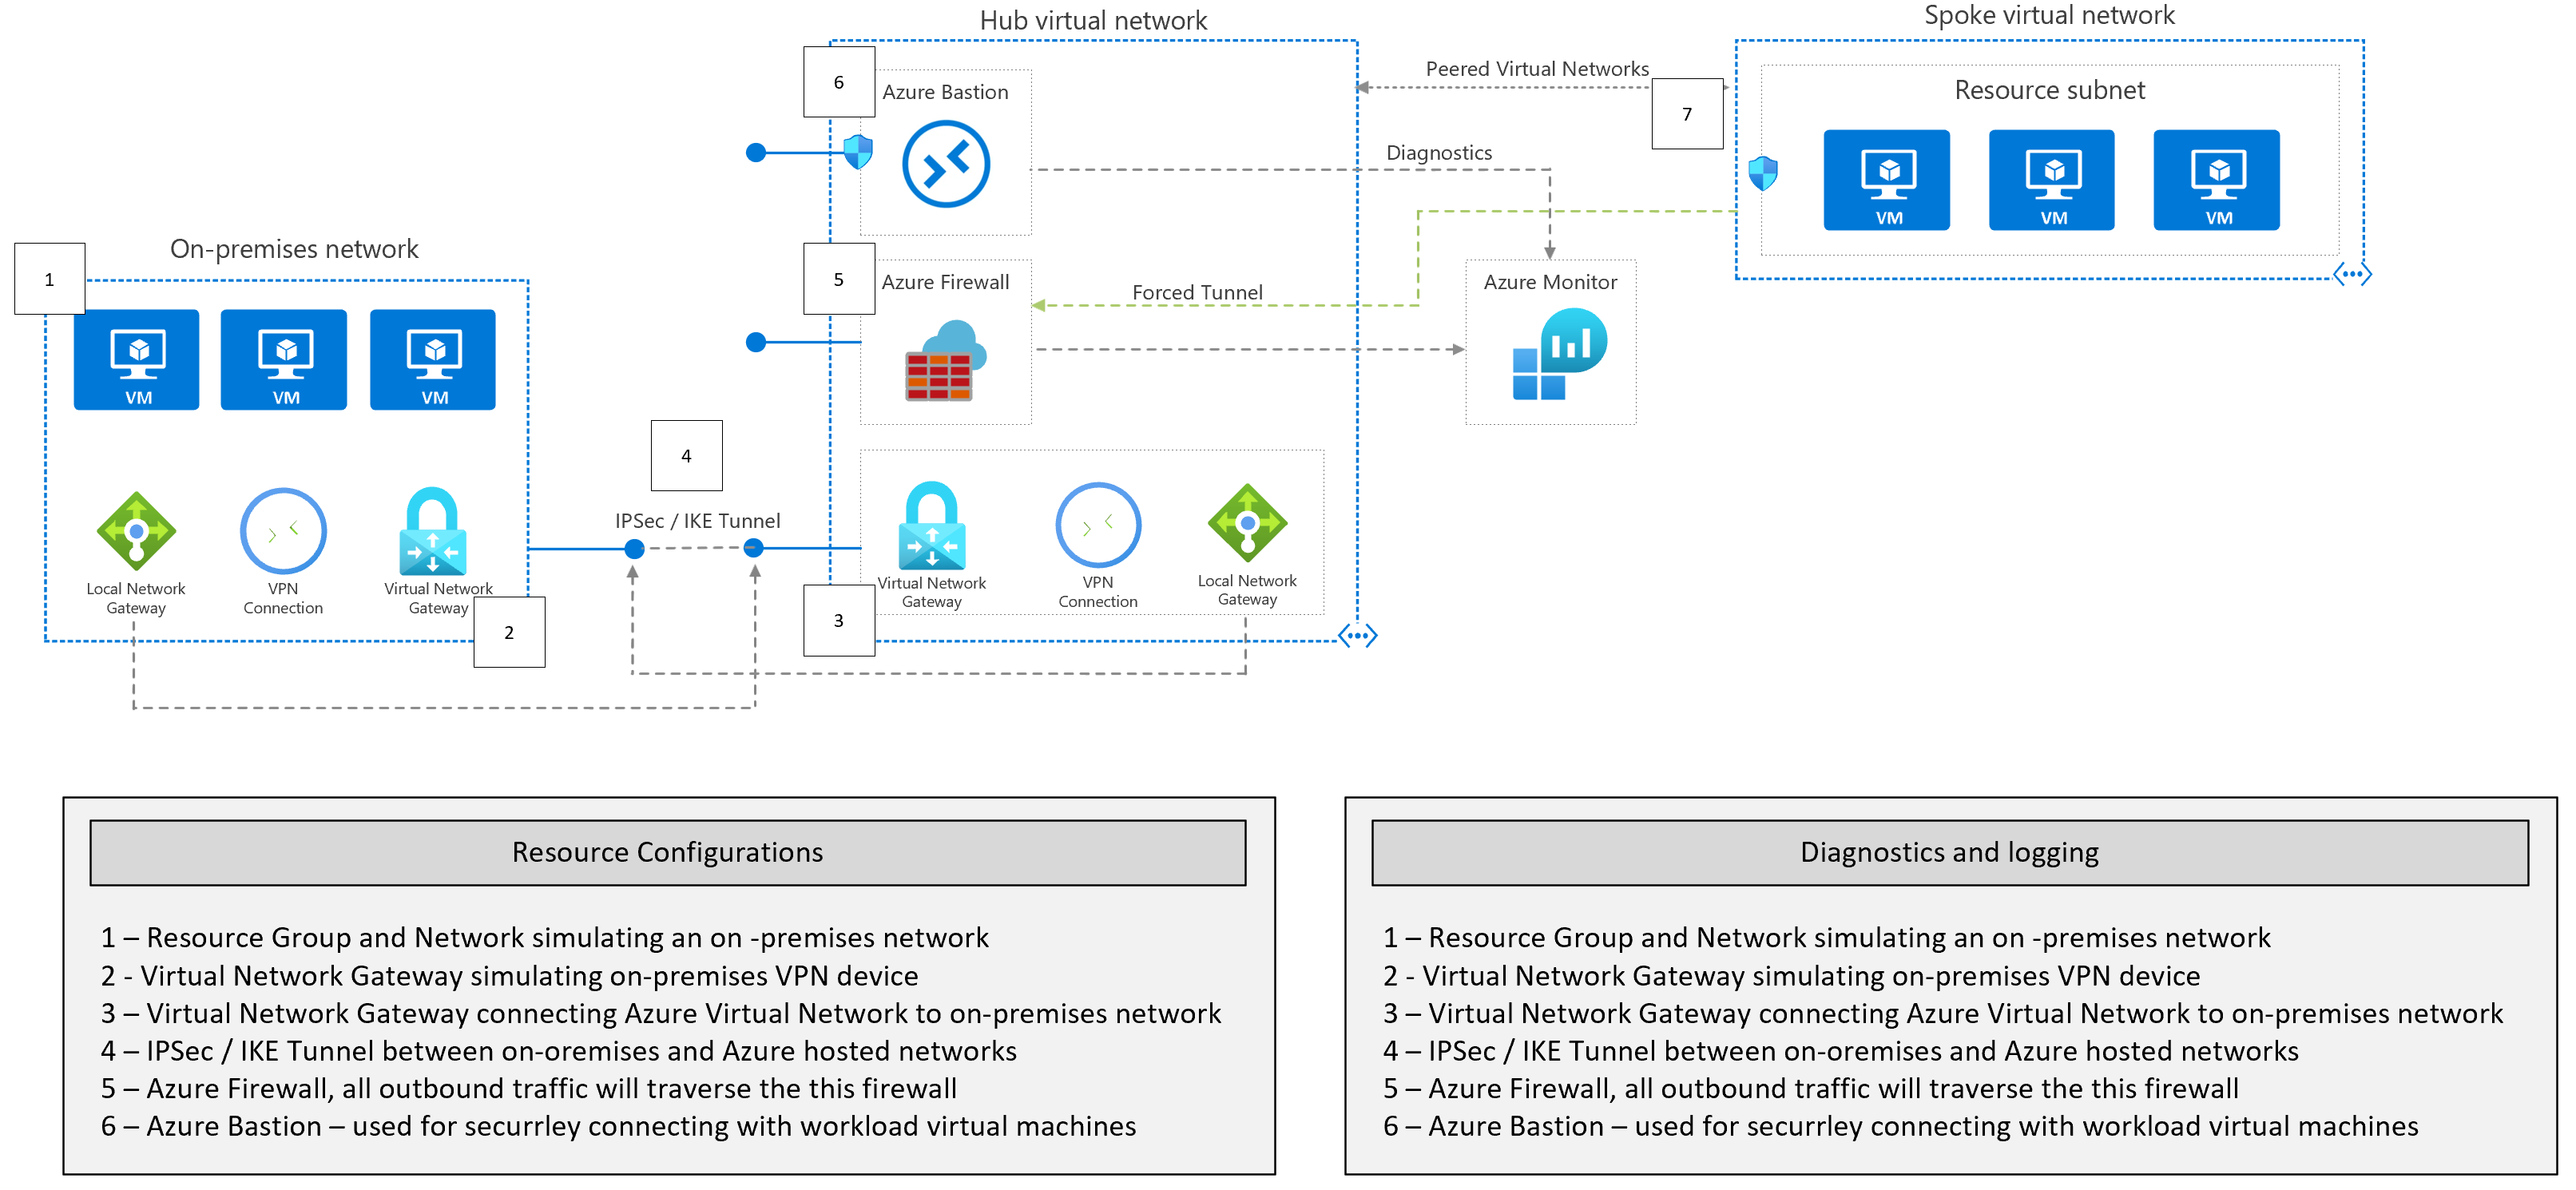 Hub virtual network
Spoke virtual network
Peered Virtual Networks
6
Azure Bastion
7
Resource subnet
Diagnostics
VM
VM
VM
On-premises network
1
5
Azure Firewall
Forced Tunnel
Azure Monitor
VM
VM
VM
4
IPSec / IKE Tunnel
Local Network
Gateway
VPN
Connection
Virtual Network
Gateway
2
Virtual Network
Gateway
VPN
Connection
Local Network
Gateway
3
Resource Configurations
1 – Resource Group and Network simulating an on -premises network
2 - Virtual Network Gateway simulating on-premises VPN device
3 – Virtual Network Gateway connecting Azure Virtual Network to on-premises network
4 – IPSec / IKE Tunnel between on-oremises and Azure hosted networks
5 – Azure Firewall, all outbound traffic will traverse the this firewall
6 – Azure Bastion – used for securrley connecting with workload virtual machines
Diagnostics and logging
1 – Resource Group and Network simulating an on -premises network
2 - Virtual Network Gateway simulating on-premises VPN device
3 – Virtual Network Gateway connecting Azure Virtual Network to on-premises network
4 – IPSec / IKE Tunnel between on-oremises and Azure hosted networks
5 – Azure Firewall, all outbound traffic will traverse the this firewall
6 – Azure Bastion – used for securrley connecting with workload virtual machines